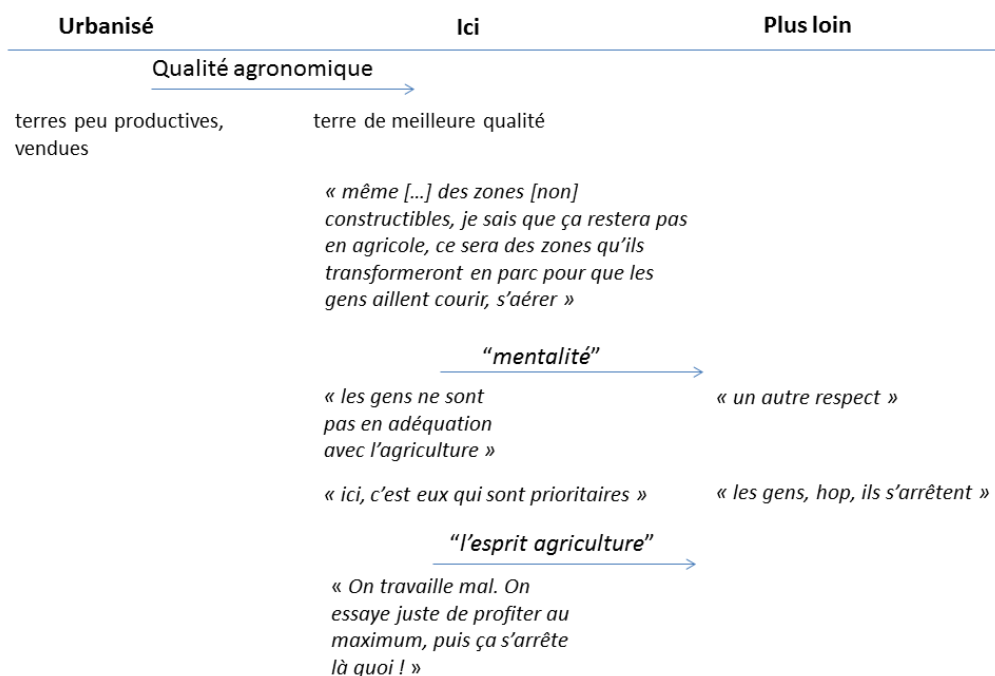 Urbanisé Ici Plus loin
Qualité agronomique
terres peu productives,
vendues
terre de meilleure qualité
« même [...] des zones [non]
constructibles, je sais que ça restera pas
en agricole, ce sera des zones qu’ils
transformeront en parc pour que les
gens aillent courir, s’aérer »
“mentalité”
« les gens ne sont
pas en adéquation
avec l’agriculture »
« un autre respect »
« ici, c’est eux qui sont prioritaires »
« les gens, hop, ils s’arrêtent »
“l’esprit agriculture”
« On travaille mal. On
essaye juste de profiter au
maximum, puis ça s’arrête
là quoi ! »